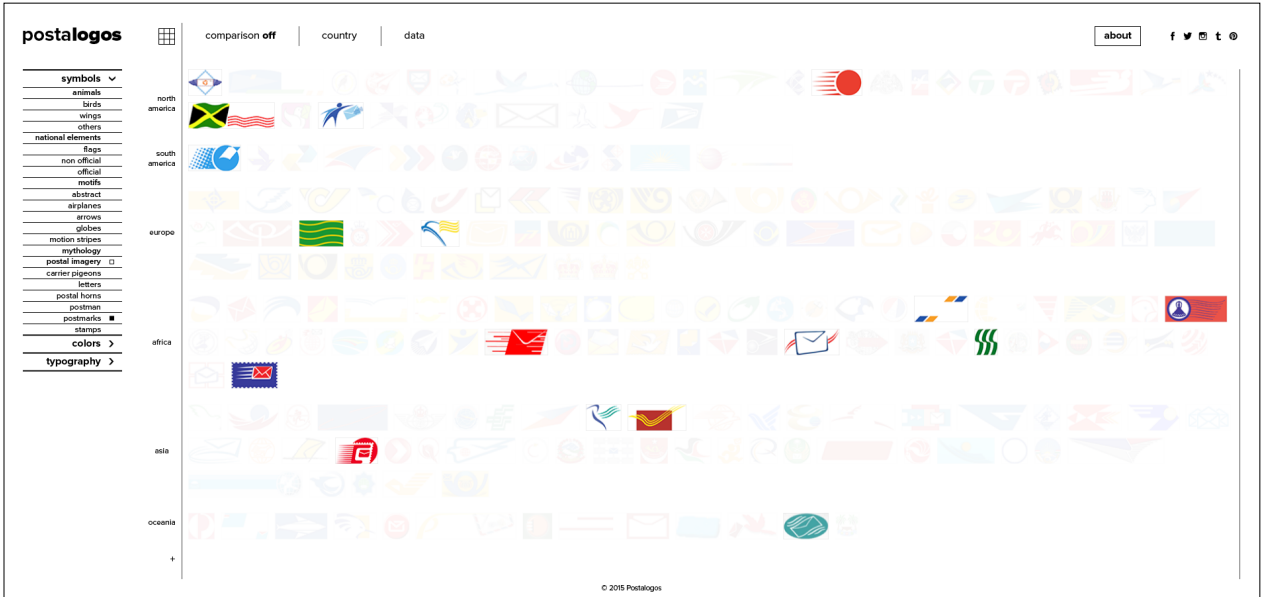 postalogos
comparison off
country
data
about
symbols
animals
birds
wings
others
national elements
flags
non official
official
motifs
abstract
airplanes
arrows
globes
motion stripes
mythology
postal imagery
carrier pigeons
letters
postal horns
postman
postmarks
stamps
colors
typography
north
america
south
america
europe
africa
asia
oceania
+
© 2015 Postalogos